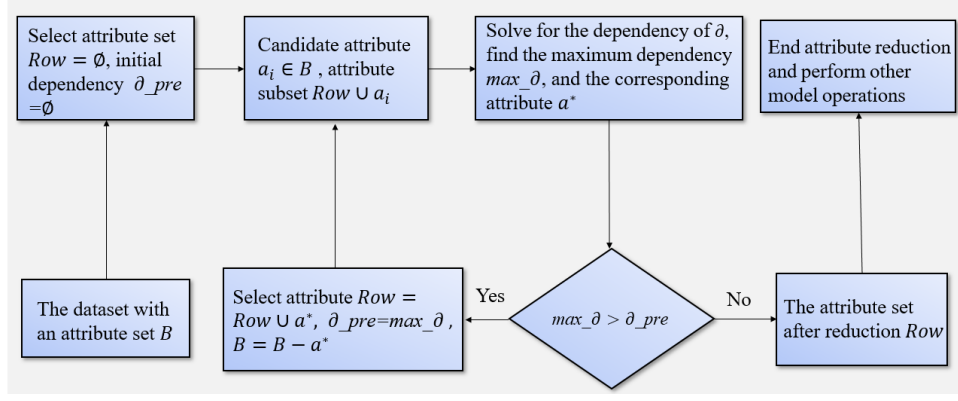 Select attribute set
Row = ∅, initial
dependency ∂_pre
=∅
Candidate attribute
aᵢ ∈ B , attribute
subset Row ∪ aᵢ
Solve for the dependency of ∂,
find the maximum dependency
max_∂, and the corresponding
attribute a*
End attribute reduction
and perform other
model operations
The dataset with
an attribute set B
Select attribute Row =
Row ∪ a*, ∂_pre=max_∂ ,
B = B − a*
Yes
max_∂ > ∂_pre
No
The attribute set
after reduction Row